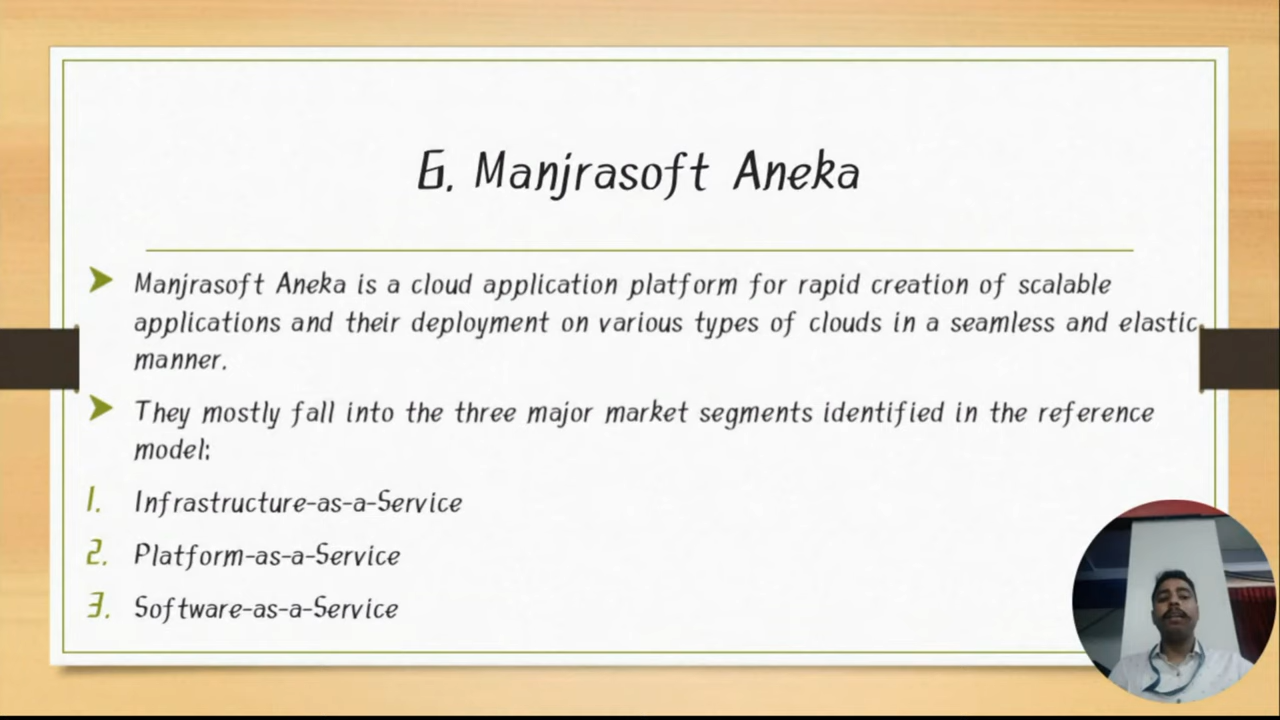 6. Manjrasoft Aneka
Manjrasoft Aneka is a cloud application platform for rapid creation of scalable
applications and their deployment on various types of clouds in a seamless and elastic
manner.
They mostly fall into the three major market segments identified in the reference
model:
1. Infrastructure-as-a-Service
2. Platform-as-a-Service
3. Software-as-a-Service